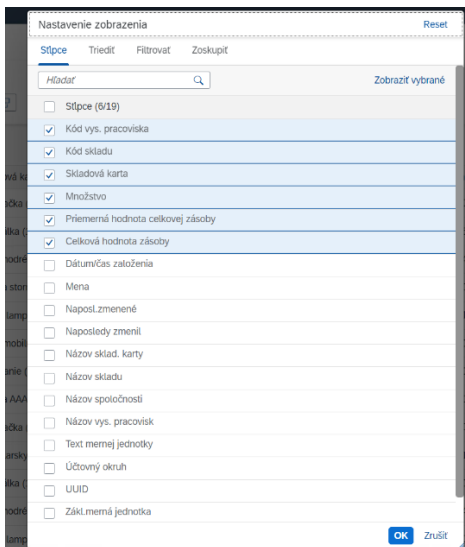 Nastavenie zobrazenia Reset
Stĺpce Triediť Filtrovať Zoskupiť
Hľadať Zobraziť vybrané
Stĺpce (6/19)
Kód vys. pracoviska
Kód skladu
Skladová karta
Množstvo
Priemerná hodnota celkovej zásoby
Celková hodnota zásoby
Dátum/čas založenia
Mena
Naposl.zmenené
Naposledy zmenil
Názov sklad. karty
Názov skladu
Názov spoločnosti
Názov vys. pracovisk
Text mernej jednotky
Účtovný okruh
UUID
Zákl.merná jednotka
OK Zrušiť